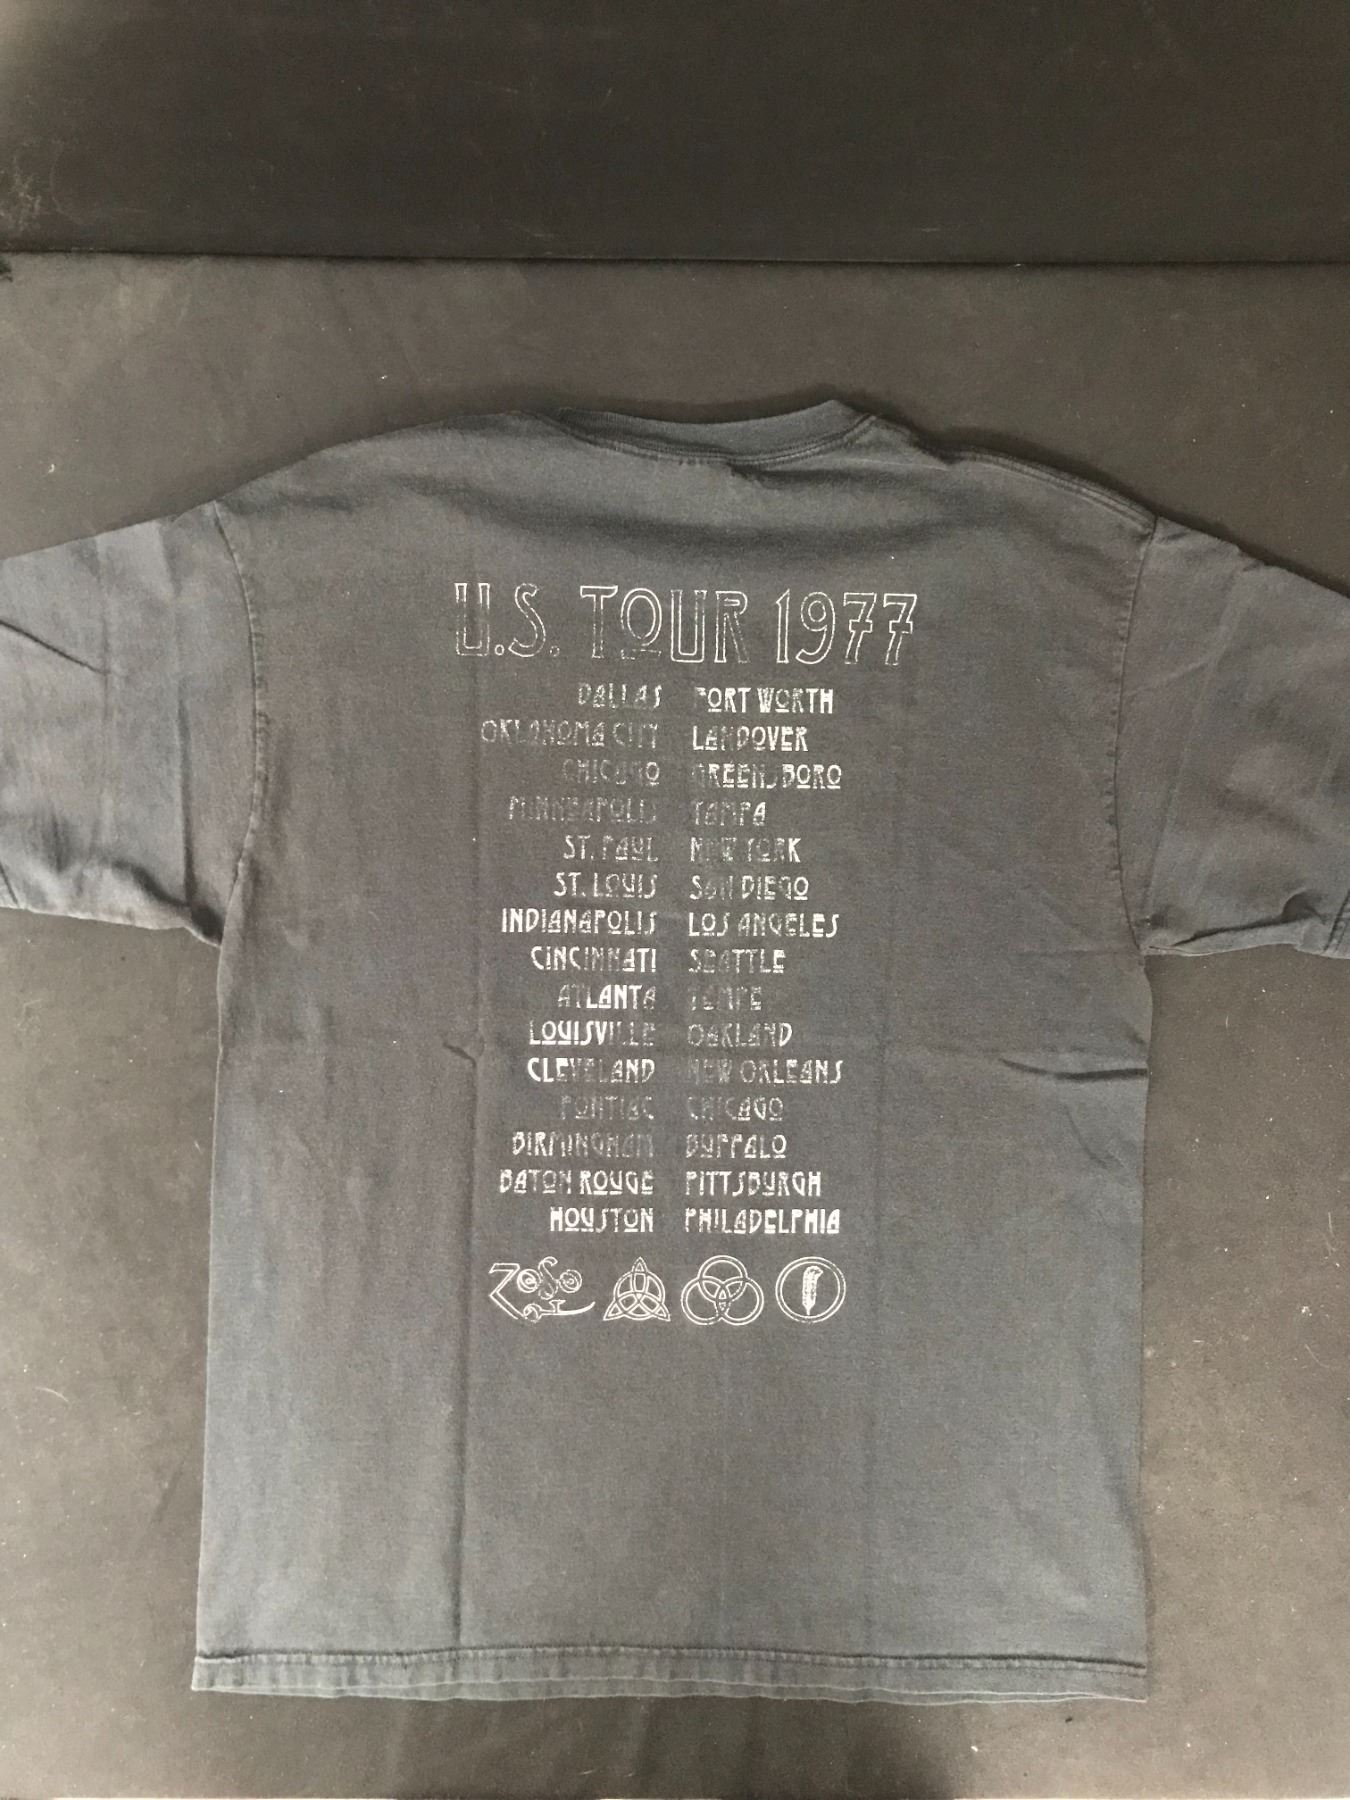 U.S. TOUR 1977
DALLAS FORT WORTH
OKLAHOMA CITY LANDOVER
CHICAGO GREENSBORO
MINNEAPOLIS TAMPA
ST. PAUL NEW YORK
ST. LOUIS SAN DIEGO
INDIANAPOLIS LOS ANGELES
CINCINNATI SEATTLE
ATLANTA TEMPE
LOUISVILLE OAKLAND
CLEVELAND NEW ORLEANS
PONTIAC CHICAGO
BIRMINGHAM BUFFALO
BATON ROUGE PITTSBURGH
HOUSTON PHILADELPHIA
ZOSO